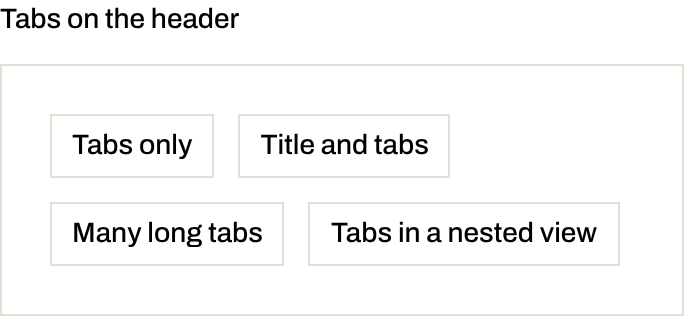 Tabs on the header
Tabs only
Title and tabs
Many long tabs
Tabs in a nested view